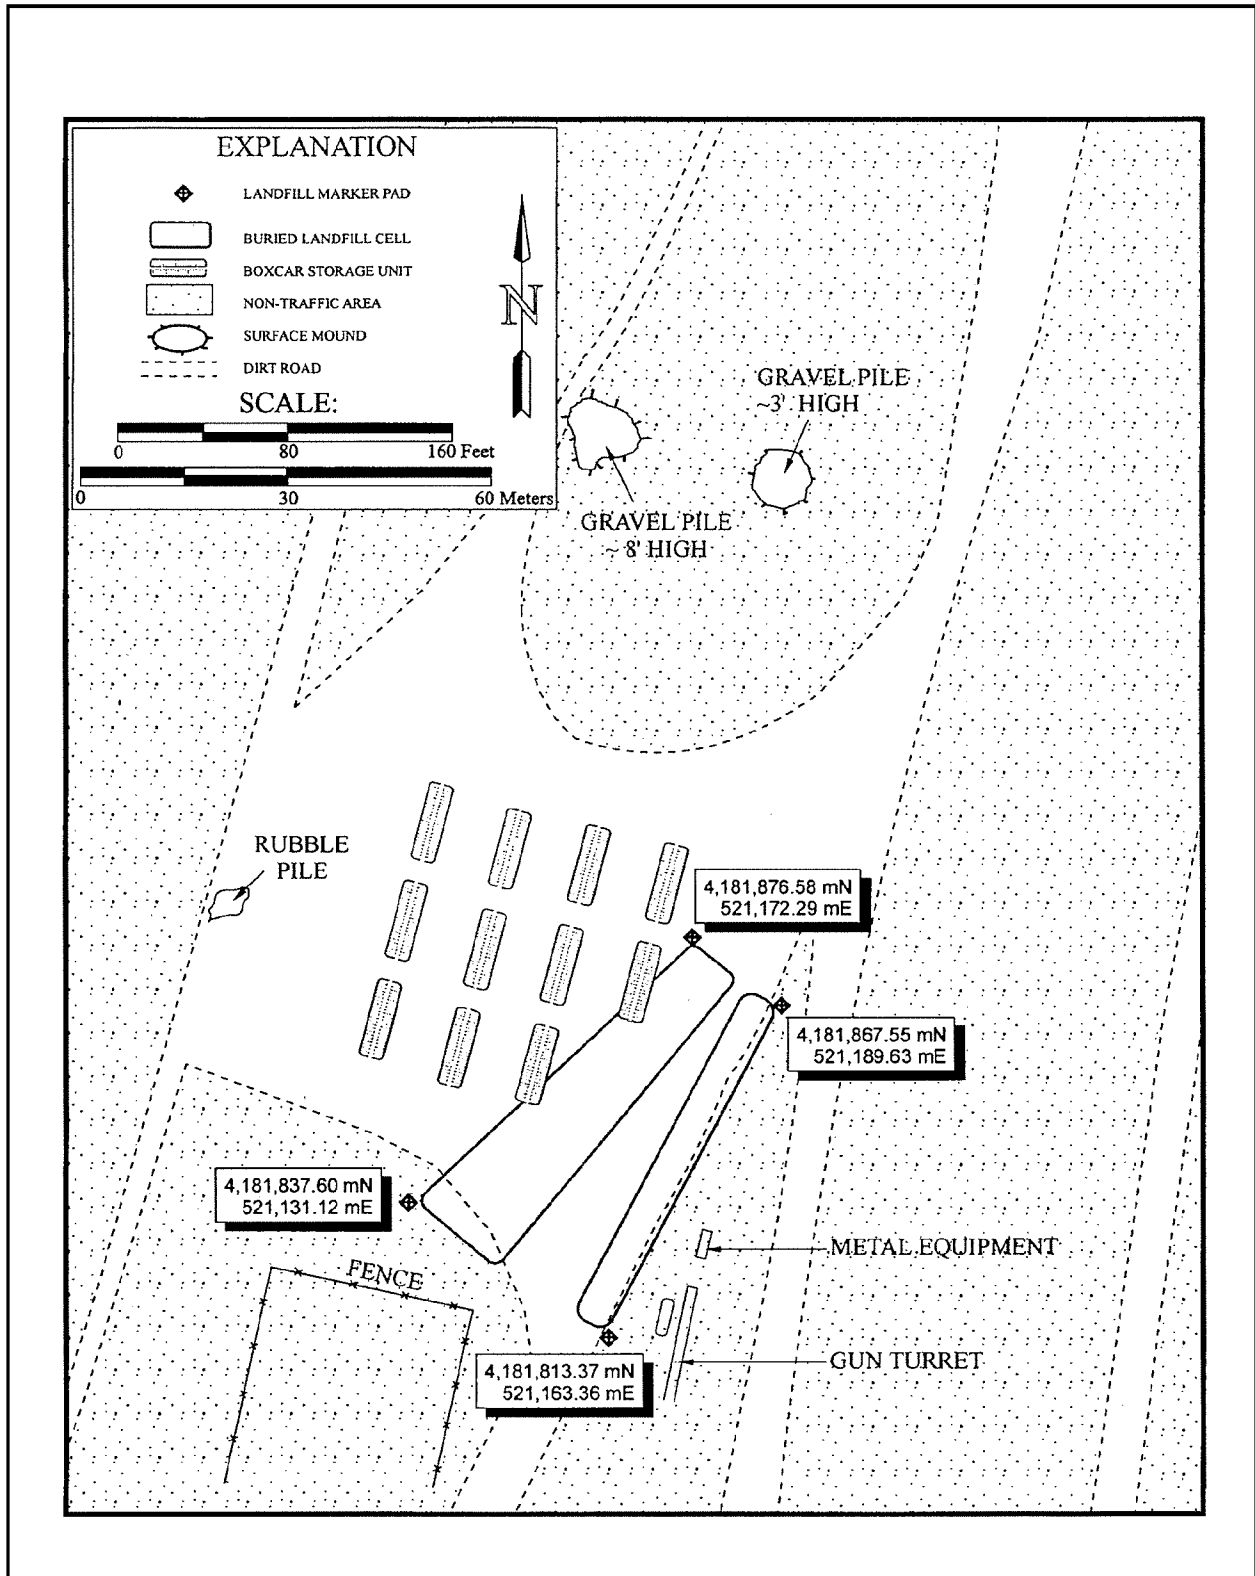 EXPLANATION
LANDFILL MARKER PAD
BURIED LANDFILL CELL
BOXCAR STORAGE UNIT
NON-TRAFFIC AREA
SURFACE MOUND
DIRT ROAD
N
SCALE:
0 80 160 Feet
0 30 60 Meters
GRAVEL PILE
~3' HIGH
GRAVEL PILE
~ 8' HIGH
RUBBLE
PILE
4,181,876.58 mN
521,172.29 mE
4,181,867.55 mN
521,189.63 mE
4,181,837.60 mN
521,131.12 mE
METAL EQUIPMENT
FENCE
4,181,813.37 mN
521,163.36 mE
GUN TURRET